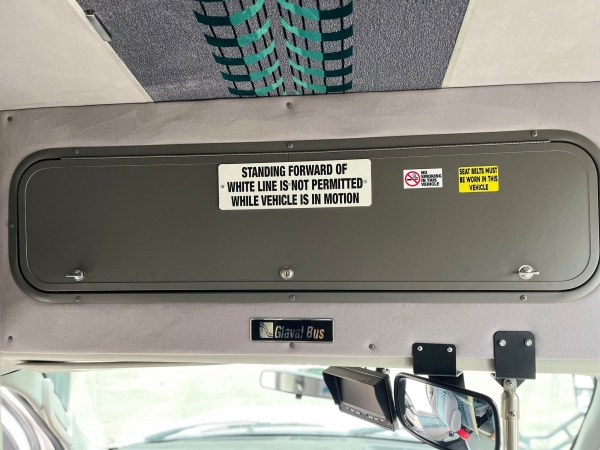 STANDING FORWARD OF
WHITE LINE IS NOT PERMITTED
WHILE VEHICLE IS IN MOTION
NO
SMOKING
IN THIS
VEHICLE
SEAT BELTS MUST
BE WORN IN THIS
VEHICLE
Glaval Bus